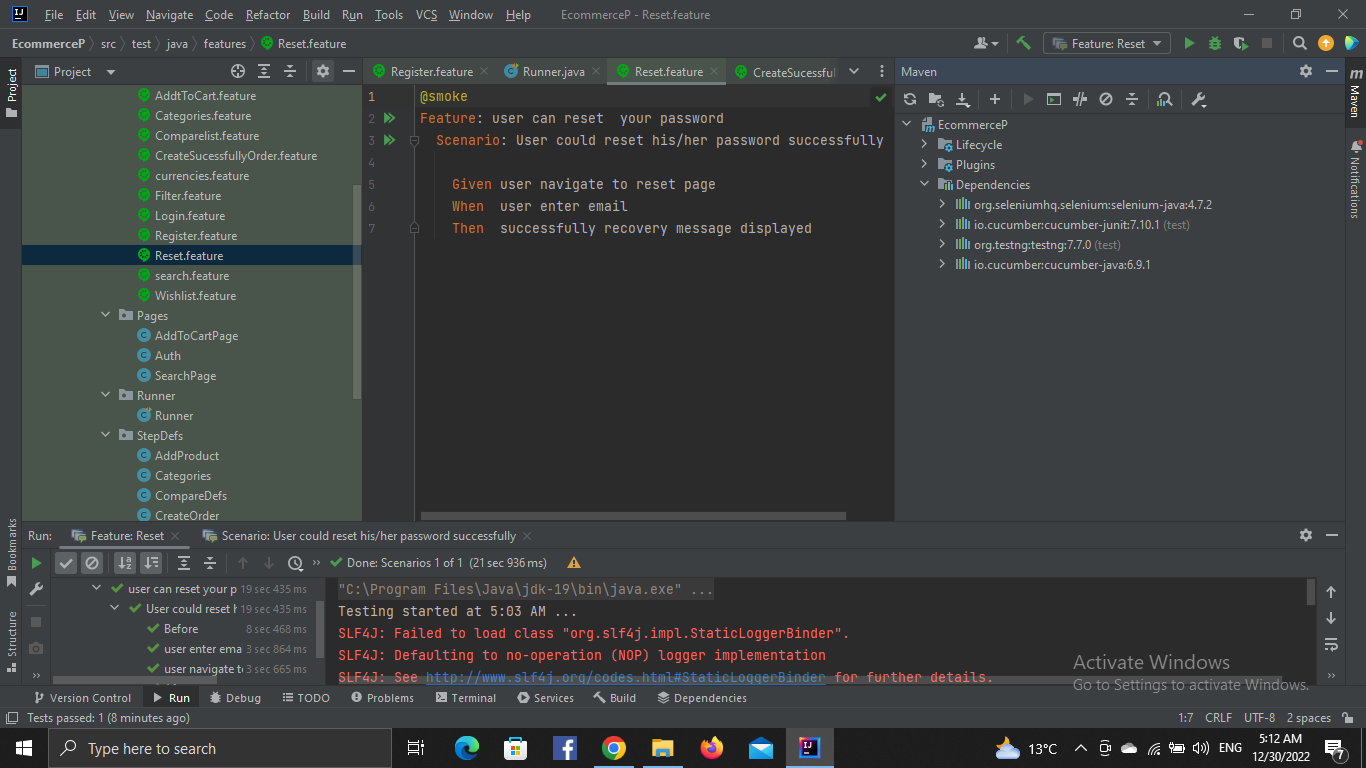 File Edit View Navigate Code Refactor Build Run Tools VCS Window Help EcommerceP - Reset.feature
EcommerceP src test java features Reset.feature
Feature: Reset
Project
Project
Register.feature
Runner.java
Reset.feature
CreateSucessful
Maven
Maven
Notifications
AddtToCart.feature
Categories.feature
Comparelist.feature
CreateSucessfullyOrder.feature
currencies.feature
Filter.feature
Login.feature
Register.feature
Reset.feature
search.feature
Wishlist.feature
Pages
AddToCartPage
Auth
SearchPage
Runner
Runner
StepDefs
AddProduct
Categories
CompareDefs
CreateOrder
1 @smoke
2 Feature: user can reset  your password
3 Scenario: User could reset his/her password successfully
4
5 Given user navigate to reset page
6 When  user enter email
7 Then  successfully recovery message displayed
EcommerceP
Lifecycle
Plugins
Dependencies
org.seleniumhq.selenium:selenium-java:4.7.2
io.cucumber:cucumber-junit:7.10.1 (test)
org.testng:testng:7.7.0 (test)
io.cucumber:cucumber-java:6.9.1
Bookmarks
Structure
Run: Feature: Reset Scenario: User could reset his/her password successfully
Done: Scenarios 1 of 1 (21 sec 936 ms)
user can reset your p 19 sec 435 ms
User could reset h 19 sec 435 ms
Before 8 sec 468 ms
user enter ema 3 sec 864 ms
user navigate t 3 sec 665 ms
"C:\Program Files\Java\jdk-19\bin\java.exe" ...
Testing started at 5:03 AM ...
SLF4J: Failed to load class "org.slf4j.impl.StaticLoggerBinder".
SLF4J: Defaulting to no-operation (NOP) logger implementation
SLF4J: See http://www.slf4j.org/codes.html#StaticLoggerBinder for further details.
Activate Windows
Go to Settings to activate Windows.
Version Control Run Debug TODO Problems Terminal Services Build Dependencies
Tests passed: 1 (8 minutes ago) 1:7 CRLF UTF-8 2 spaces
Type here to search
13°C
ENG
5:12 AM
12/30/2022
7